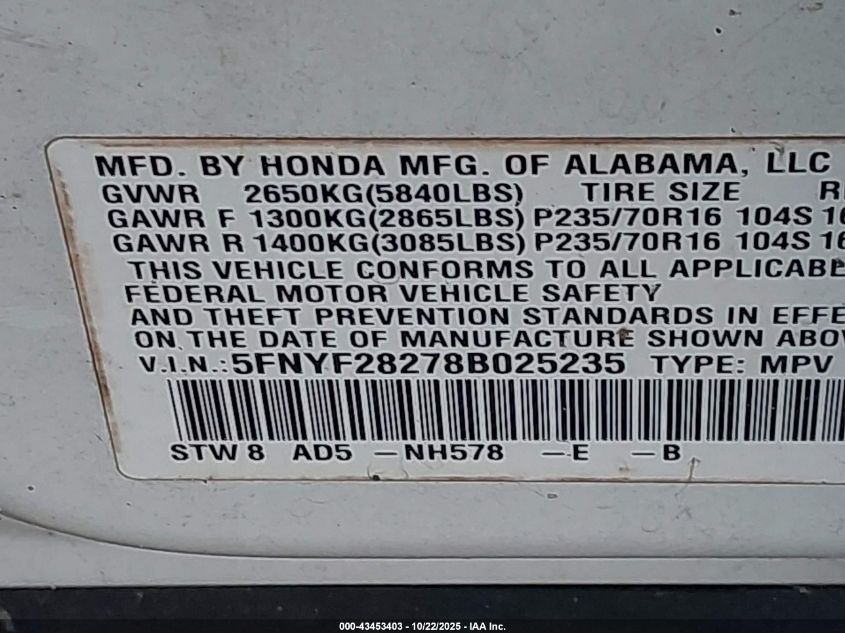 MFD. BY HONDA MFG. OF ALABAMA, LLC
GVWR 2650KG(5840LBS) TIRE SIZE
GAWR F 1300KG(2865LBS) P235/70R16 104S
GAWR R 1400KG(3085LBS) P235/70R16 104S
THIS VEHICLE CONFORMS TO ALL APPLICABLE
FEDERAL MOTOR VEHICLE SAFETY
AND THEFT PREVENTION STANDARDS IN
ON THE DATE OF MANUFACTURE SHOWN
V.I.N.:5FNYF28278B025235 TYPE: MPV
STW8 AD5 -NH578 -E -B
000-43453403 - 10/22/2025 - IAA Inc.